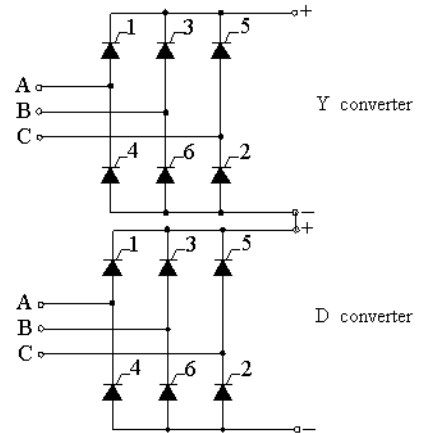 1 3 5 +
A
B
C
Y converter
4 6 2
−
+
1 3 5
A
B
C
D converter
4 6 2
−